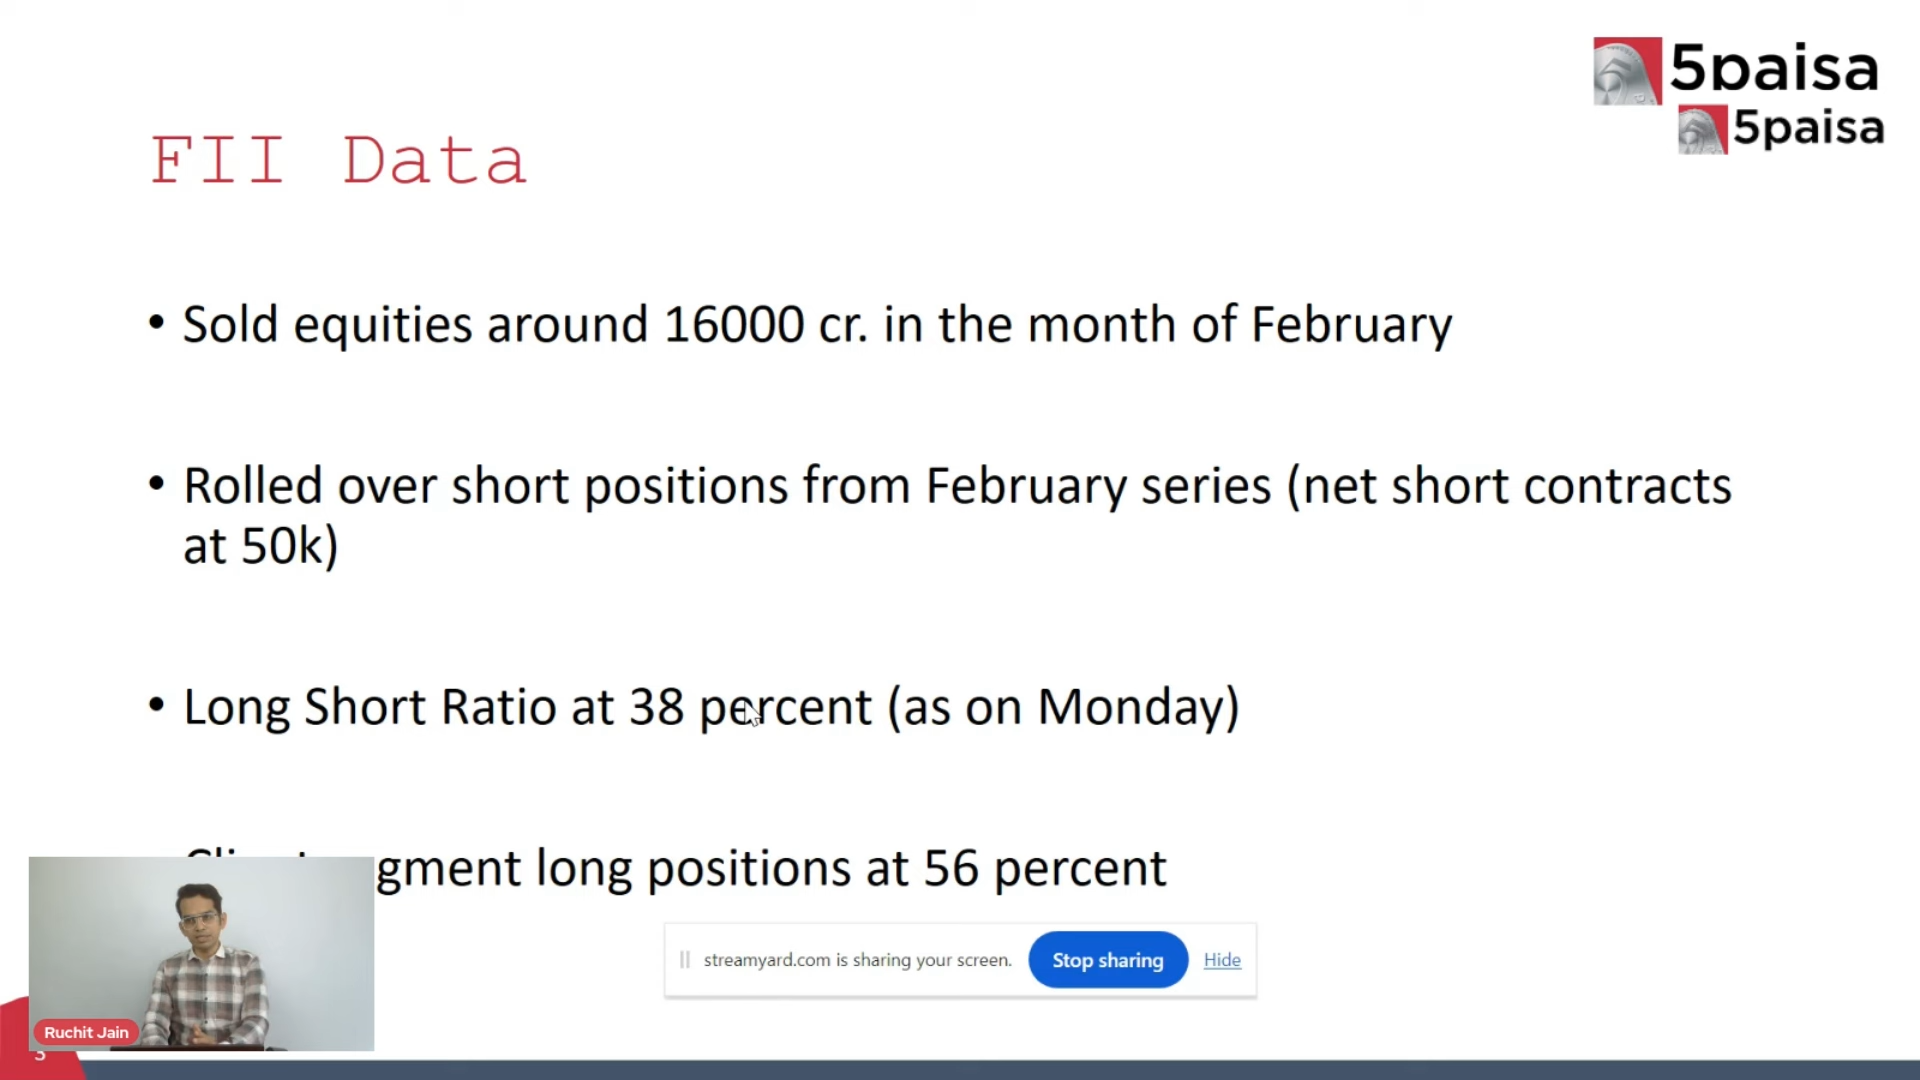 5paisa
5paisa
FII Data
• Sold equities around 16000 cr. in the month of February
• Rolled over short positions from February series (net short contracts
at 50k)
• Long Short Ratio at 38 percent (as on Monday)
long positions at 56 percent
streamyard.com is sharing your screen.
Stop sharing
Hide
Ruchit Jain
3